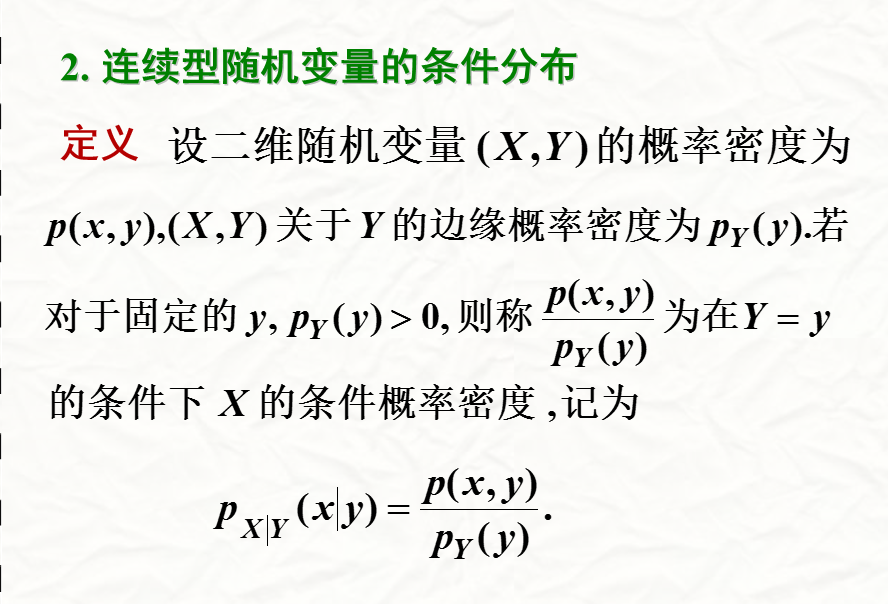 2. 连续型随机变量的条件分布
定义 设二维随机变量 (X,Y) 的概率密度为
p(x, y),(X,Y) 关于 Y 的边缘概率密度为 p_Y(y).若
对于固定的 y, p_Y(y) > 0, 则称 \frac{p(x, y)}{p_Y(y)} 为在 Y = y
的条件下 X 的条件概率密度 ,记为
p_{X|Y}(x|y) = \frac{p(x, y)}{p_Y(y)}.